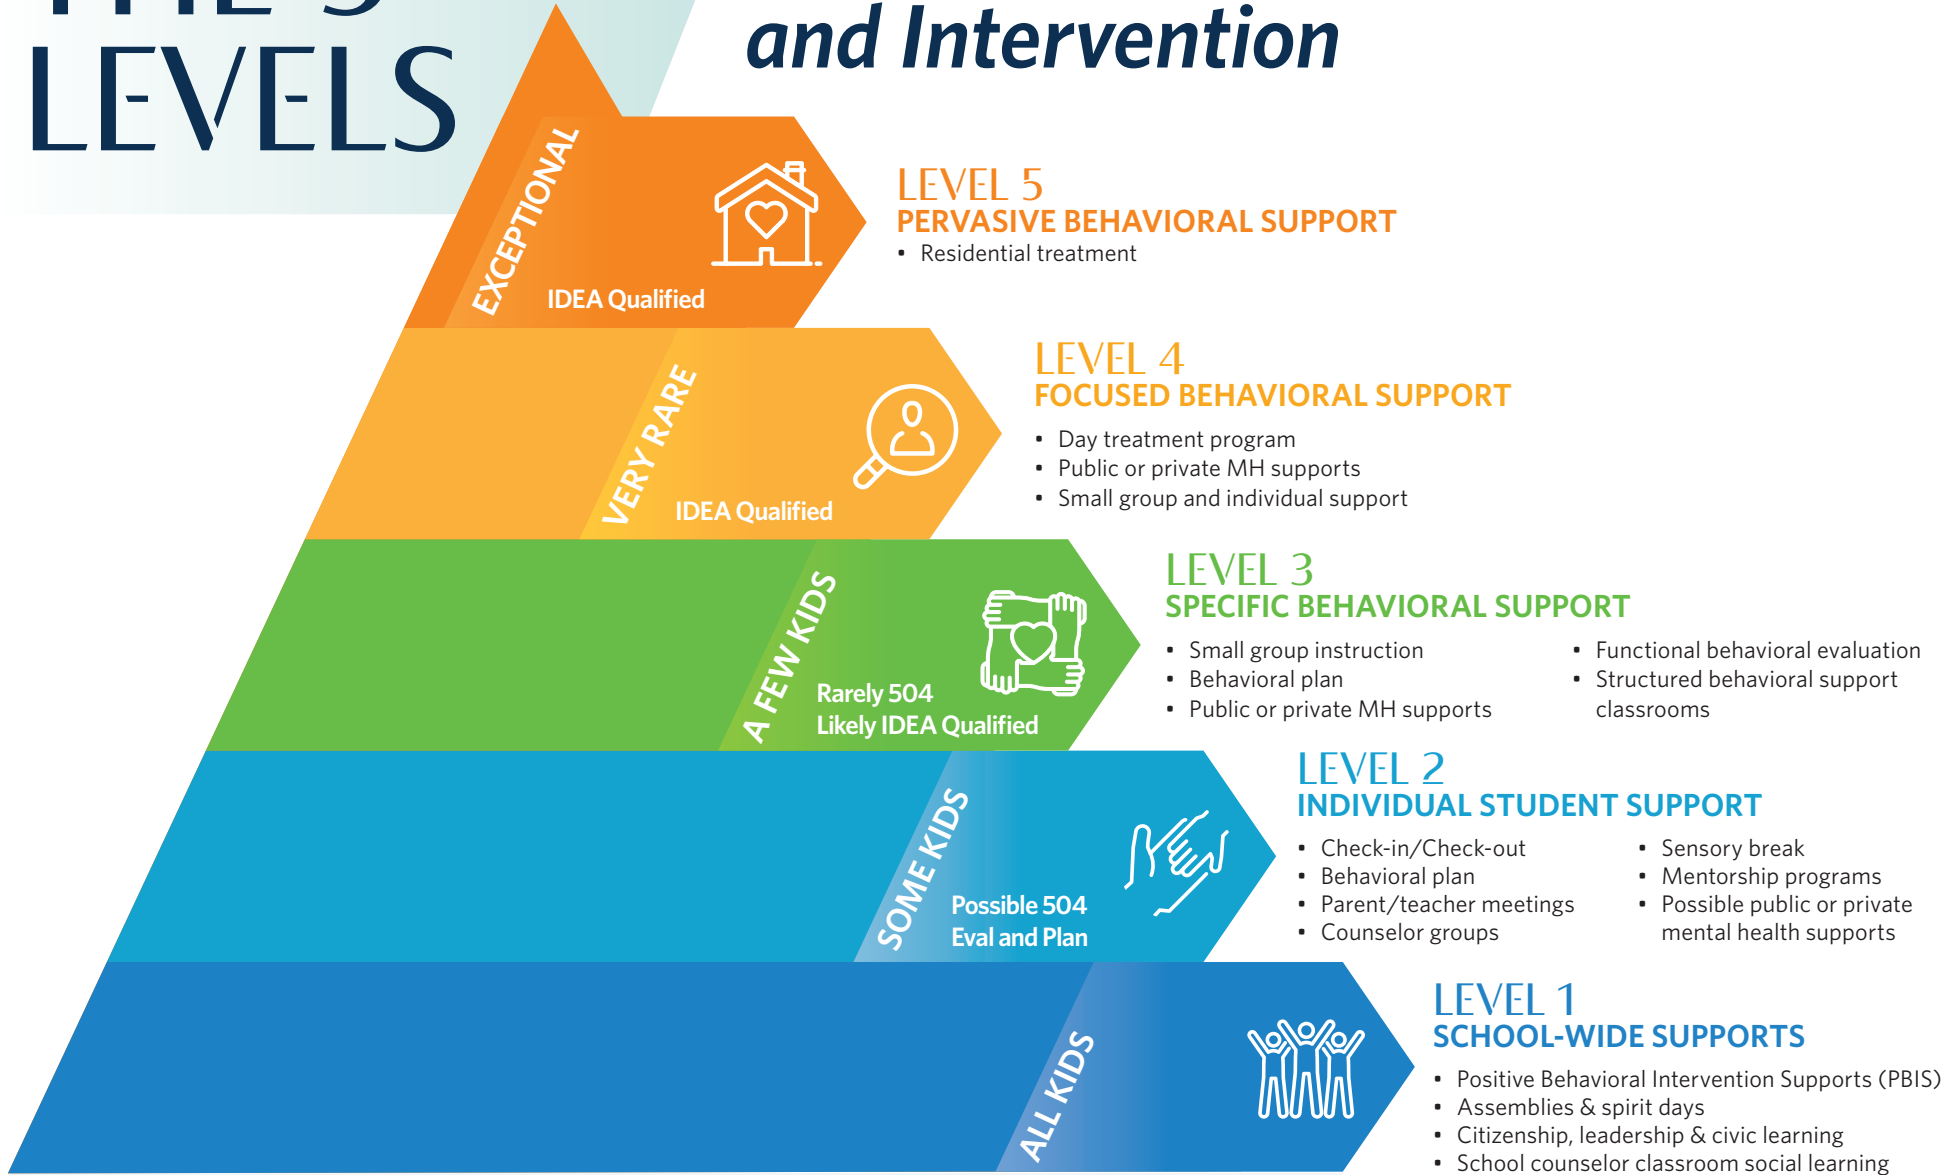 THE 5
LEVELS
and Intervention
EXCEPTIONAL
IDEA Qualified
LEVEL 5
PERVASIVE BEHAVIORAL SUPPORT
• Residential treatment
VERY RARE
IDEA Qualified
LEVEL 4
FOCUSED BEHAVIORAL SUPPORT
• Day treatment program
• Public or private MH supports
• Small group and individual support
A FEW KIDS
Rarely 504
Likely IDEA Qualified
LEVEL 3
SPECIFIC BEHAVIORAL SUPPORT
• Small group instruction
• Behavioral plan
• Public or private MH supports
• Functional behavioral evaluation
• Structured behavioral support
classrooms
SOME KIDS
Possible 504
Eval and Plan
LEVEL 2
INDIVIDUAL STUDENT SUPPORT
• Check-in/Check-out
• Behavioral plan
• Parent/teacher meetings
• Counselor groups
• Sensory break
• Mentorship programs
• Possible public or private
mental health supports
ALL KIDS
LEVEL 1
SCHOOL-WIDE SUPPORTS
• Positive Behavioral Intervention Supports (PBIS)
• Assemblies & spirit days
• Citizenship, leadership & civic learning
• School counselor classroom social learning